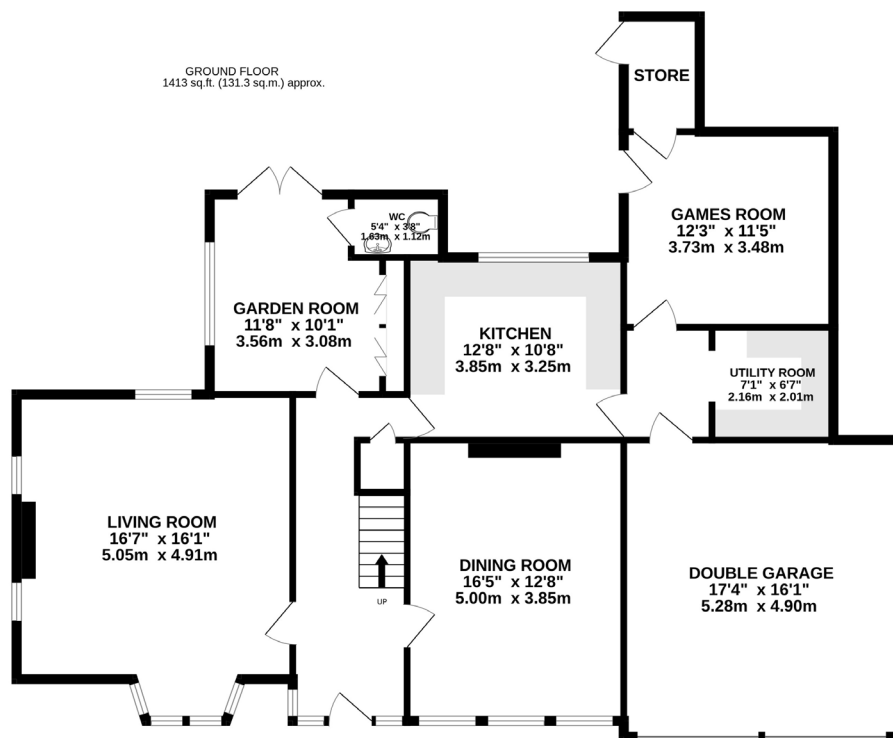 GROUND FLOOR
1413 sq.ft. (131.3 sq.m.) approx.
STORE
WC
5'4" x 3'8"
1.63m x 1.12m
GAMES ROOM
12'3" x 11'5"
3.73m x 3.48m
GARDEN ROOM
11'8" x 10'1"
3.56m x 3.08m
KITCHEN
12'8" x 10'8"
3.85m x 3.25m
UTILITY ROOM
7'1" x 6'7"
2.16m x 2.01m
LIVING ROOM
16'7" x 16'1"
5.05m x 4.91m
DINING ROOM
16'5" x 12'8"
5.00m x 3.85m
DOUBLE GARAGE
17'4" x 16'1"
5.28m x 4.90m
UP